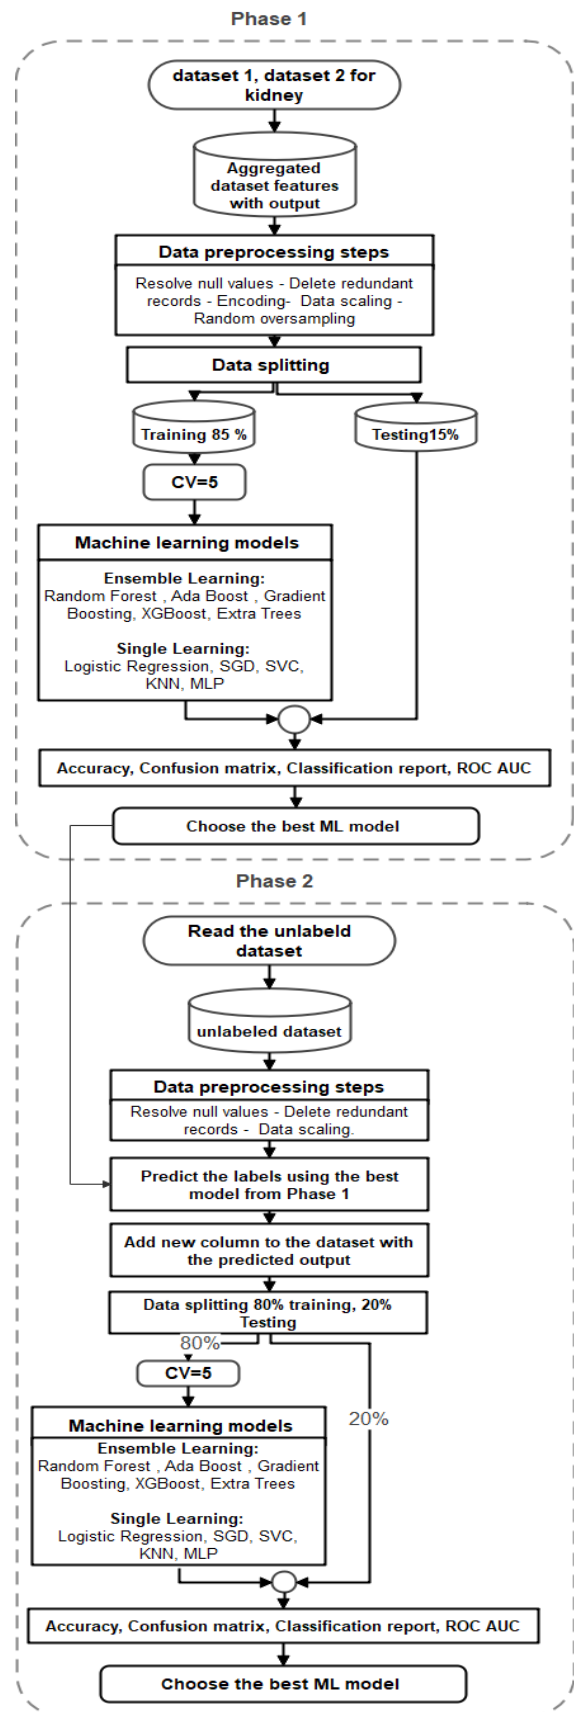 Phase 1
dataset 1, dataset 2 for
kidney
Aggregated
dataset features
with output
Data preprocessing steps
Resolve null values - Delete redundant
records - Encoding-  Data scaling -
Random oversampling
Data splitting
Training 85 %
Testing15%
CV=5
Machine learning models
Ensemble Learning:
Random Forest , Ada Boost , Gradient
Boosting, XGBoost, Extra Trees
Single Learning:
Logistic Regression, SGD, SVC,
KNN, MLP
Accuracy, Confusion matrix, Classification report, ROC AUC
Choose the best ML model
Phase 2
Read the unlabeld
dataset
unlabeled dataset
Data preprocessing steps
Resolve null values - Delete redundant
records -  Data scaling.
Predict the labels using the best
model from Phase 1
Add new column to the dataset with
the predicted output
Data splitting 80% training, 20%
Testing
80%
CV=5
20%
Machine learning models
Ensemble Learning:
Random Forest , Ada Boost , Gradient
Boosting, XGBoost, Extra Trees
Single Learning:
Logistic Regression, SGD, SVC,
KNN, MLP
Accuracy, Confusion matrix, Classification report, ROC AUC
Choose the best ML model